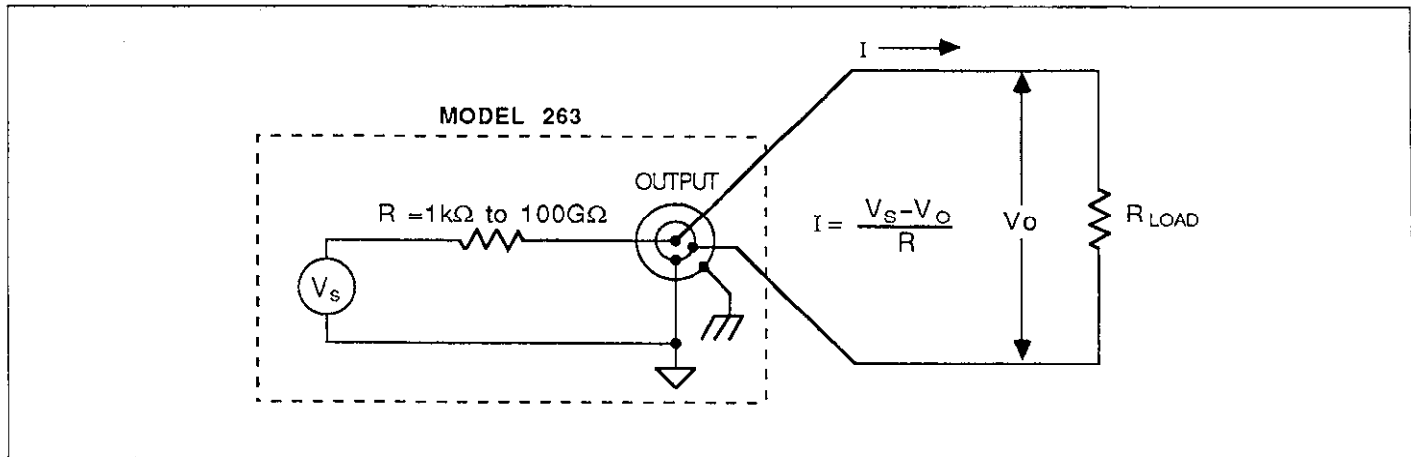 I
MODEL 263
OUTPUT
R =1kΩ to 100GΩ
I = (Vs-Vo)/R
Vo
RLOAD
Vs